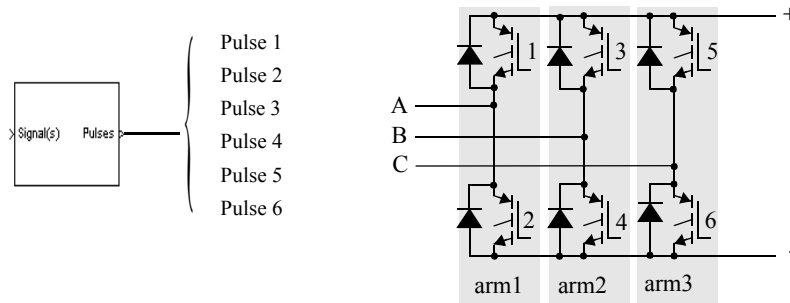 Signal(s) Pulses
Pulse 1
Pulse 2
Pulse 3
Pulse 4
Pulse 5
Pulse 6
+
1 3 5
A
B
C
2 4 6
-
arm1 arm2 arm3